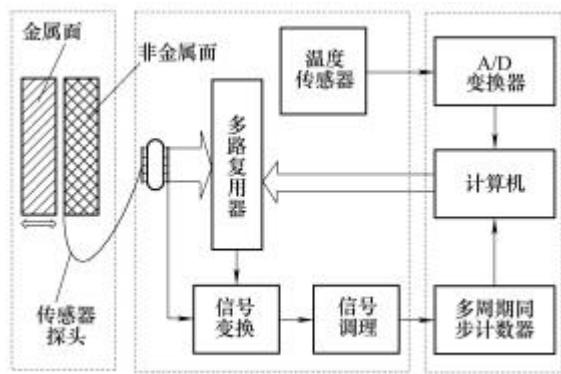 金属面
非金属面
传感器
探头
多
路
复
用
器
温度
传感器
A/D
变换器
计算机
信号
变换
信号
调理
多周期同
步计数器